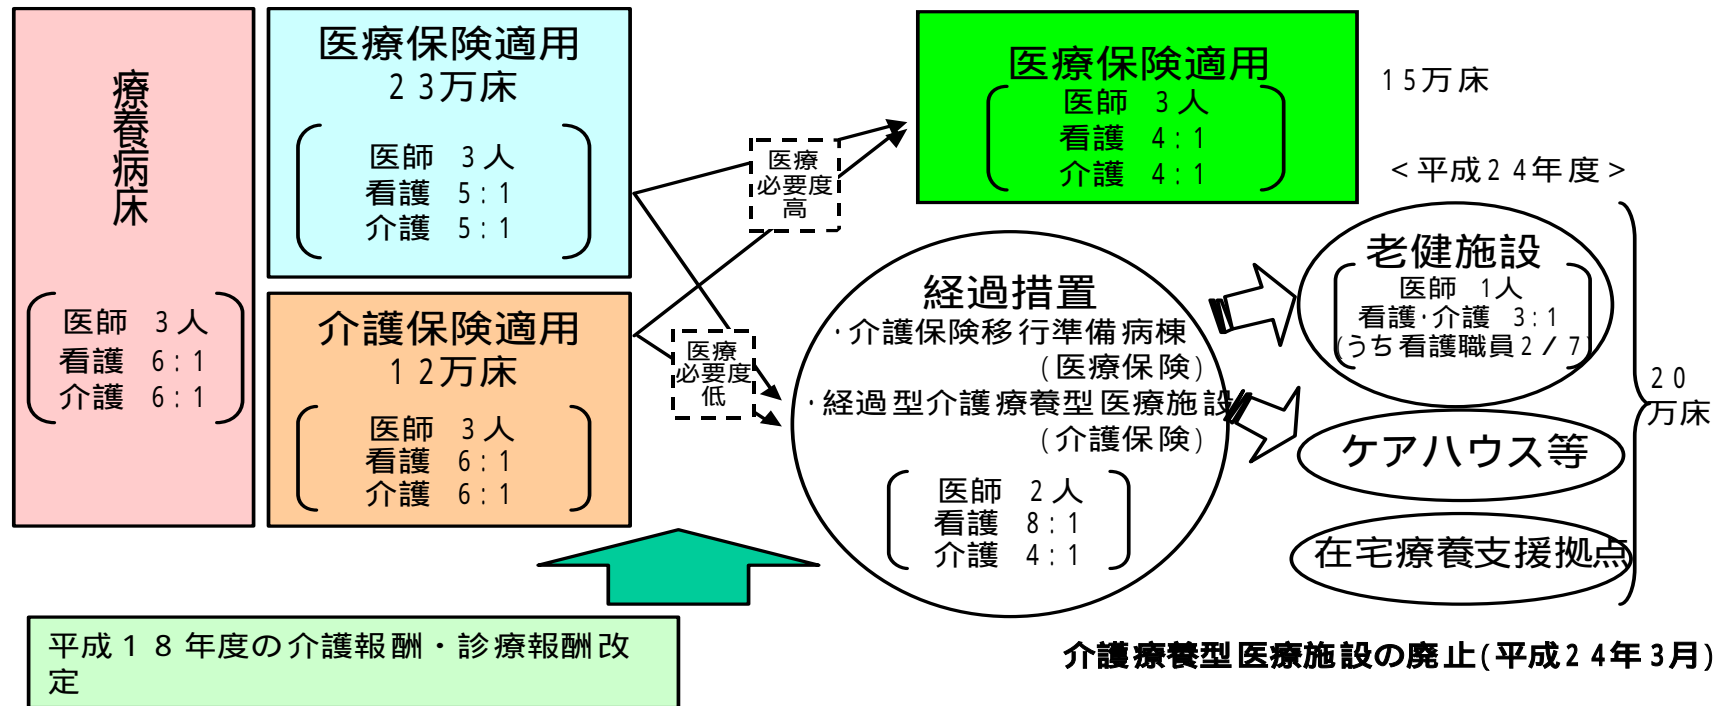 療養病床
医師 3人
看護 6:1
介護 6:1
医療保険適用
23万床
医師 3人
看護 5:1
介護 5:1
介護保険適用
12万床
医師 3人
看護 6:1
介護 6:1
医療
必要度
高
医療
必要度
低
医療保険適用
医師 3人
看護 4:1
介護 4:1
15万床
<平成24年度>
経過措置
・介護保険移行準備病棟
(医療保険)
・経過型介護療養型医療施設
(介護保険)
医師 2人
看護 8:1
介護 4:1
老健施設
医師 1人
看護・介護 3:1
(うち看護職員2/7)
ケアハウス等
在宅療養支援拠点
20
万床
平成18年度の介護報酬・診療報酬改
定
介護療養型医療施設の廃止(平成24年3月)